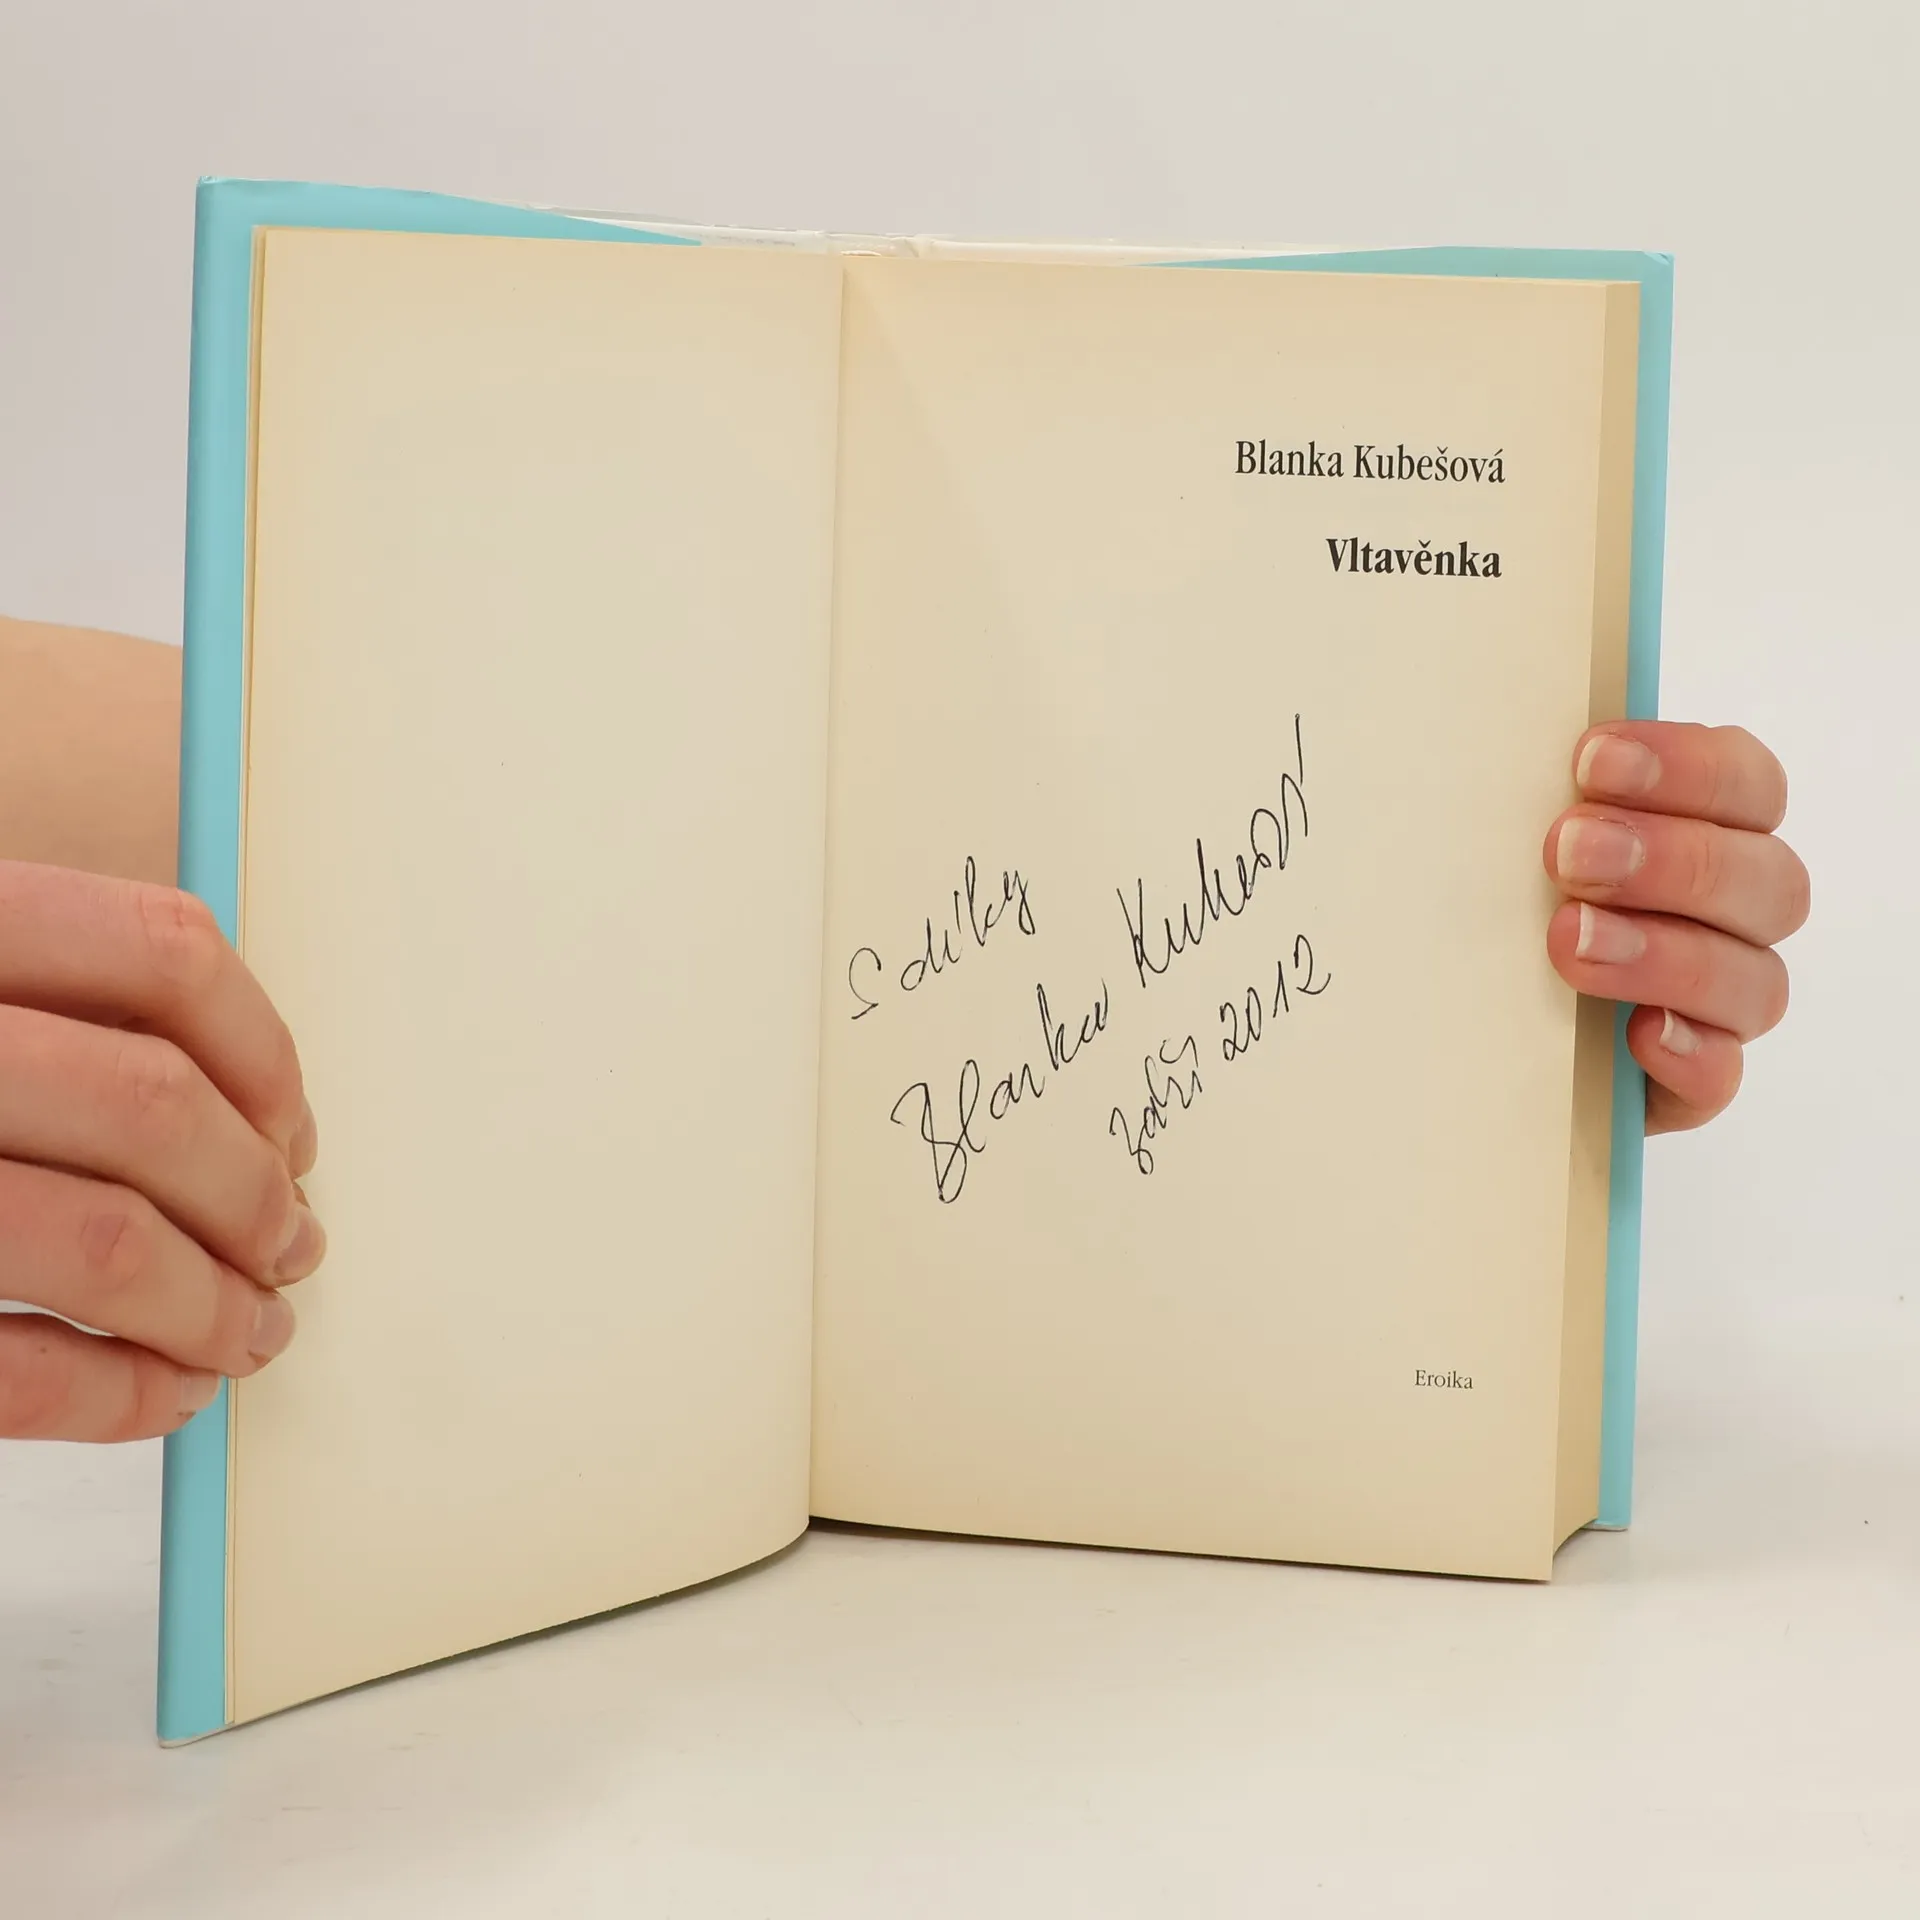 Blanka Kubešová
Vltavěnka
S díky
Blanka Kubešová
září 2012
Eroika